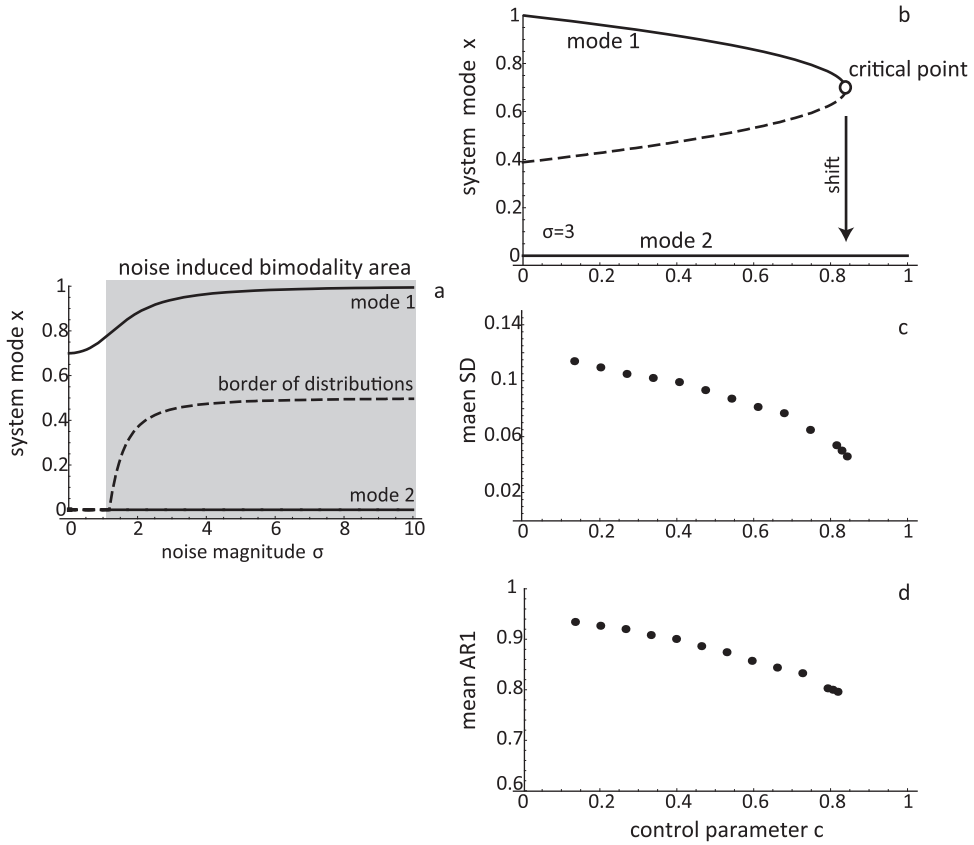 noise induced bimodality area
a
system mode x
1
0.8
0.6
0.4
0.2
0
mode 1
border of distributions
mode 2
0 2 4 6 8 10
noise magnitude σ
b
system mode x
1
0.8
0.6
0.4
0.2
0
mode 1
critical point
shift
σ=3
mode 2
0 0.2 0.4 0.6 0.8 1
c
maen SD
0.14
0.1
0.06
0.02
0 0.2 0.4 0.6 0.8 1
d
mean AR1
1
0.9
0.8
0.7
0.6
0 0.2 0.4 0.6 0.8 1
control parameter c